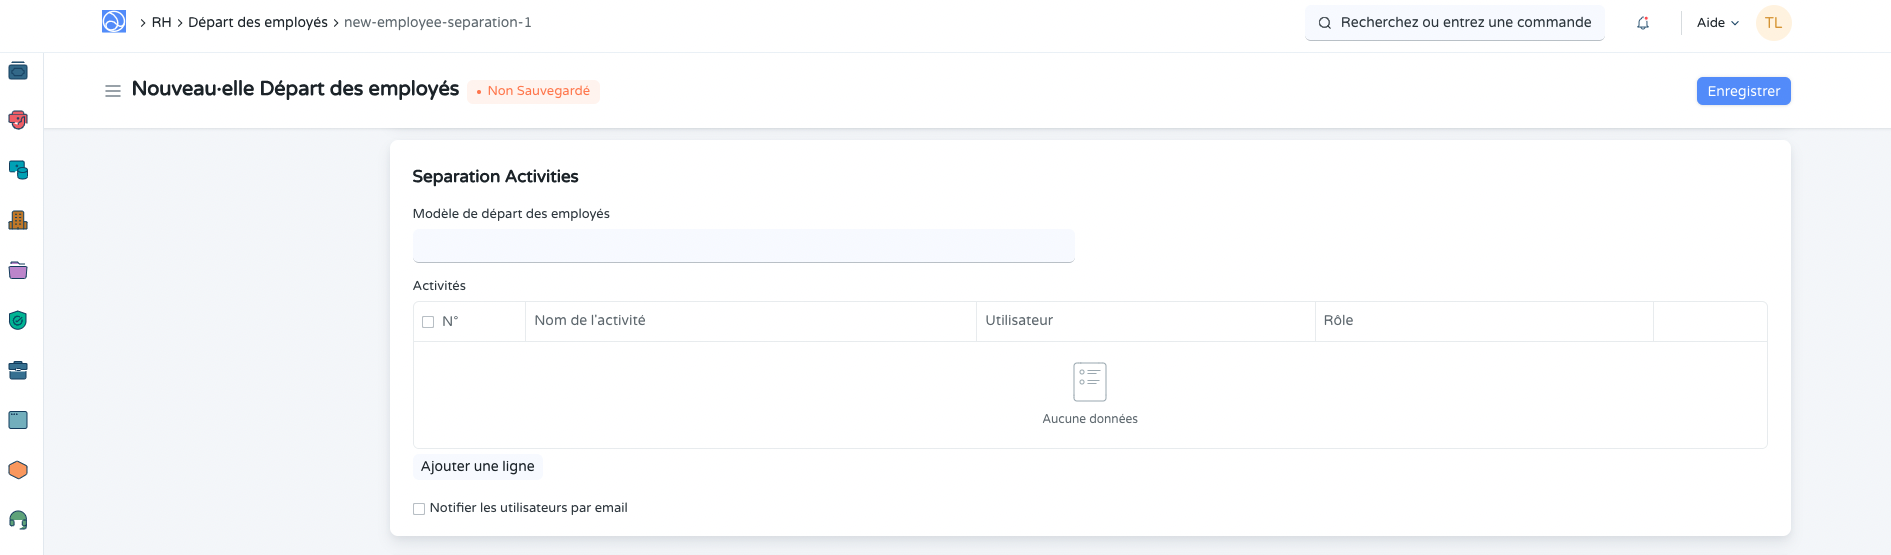 RH > Départ des employés > new-employee-separation-1
Recherchez ou entrez une commande
Aide
TL
Nouveau·elle Départ des employés
• Non Sauvegardé
Enregistrer
Separation Activities
Modèle de départ des employés
Activités
N° Nom de l'activité Utilisateur Rôle
Aucune données
Ajouter une ligne
Notifier les utilisateurs par email